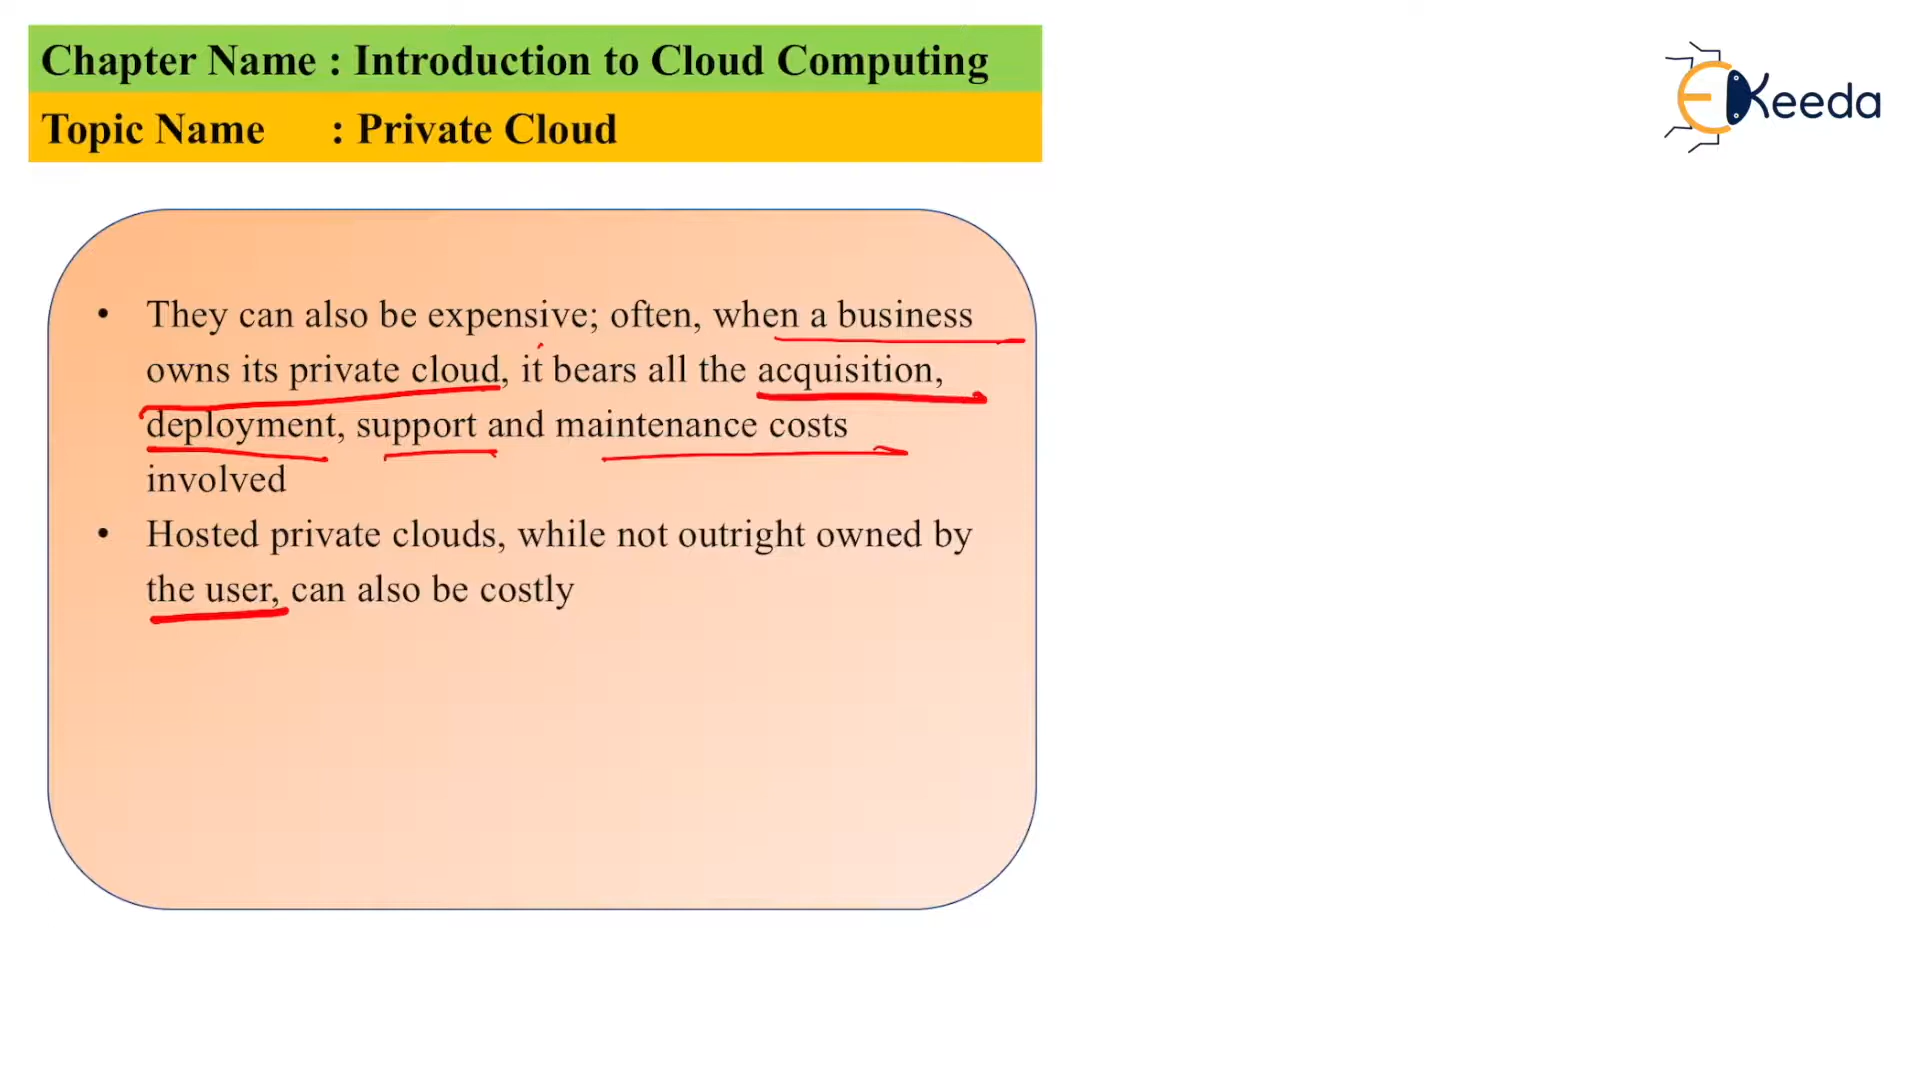 Chapter Name : Introduction to Cloud Computing
Topic Name : Private Cloud
EKeeda
• They can also be expensive; often, when a business
owns its private cloud, it bears all the acquisition,
deployment, support and maintenance costs
involved
• Hosted private clouds, while not outright owned by
the user, can also be costly